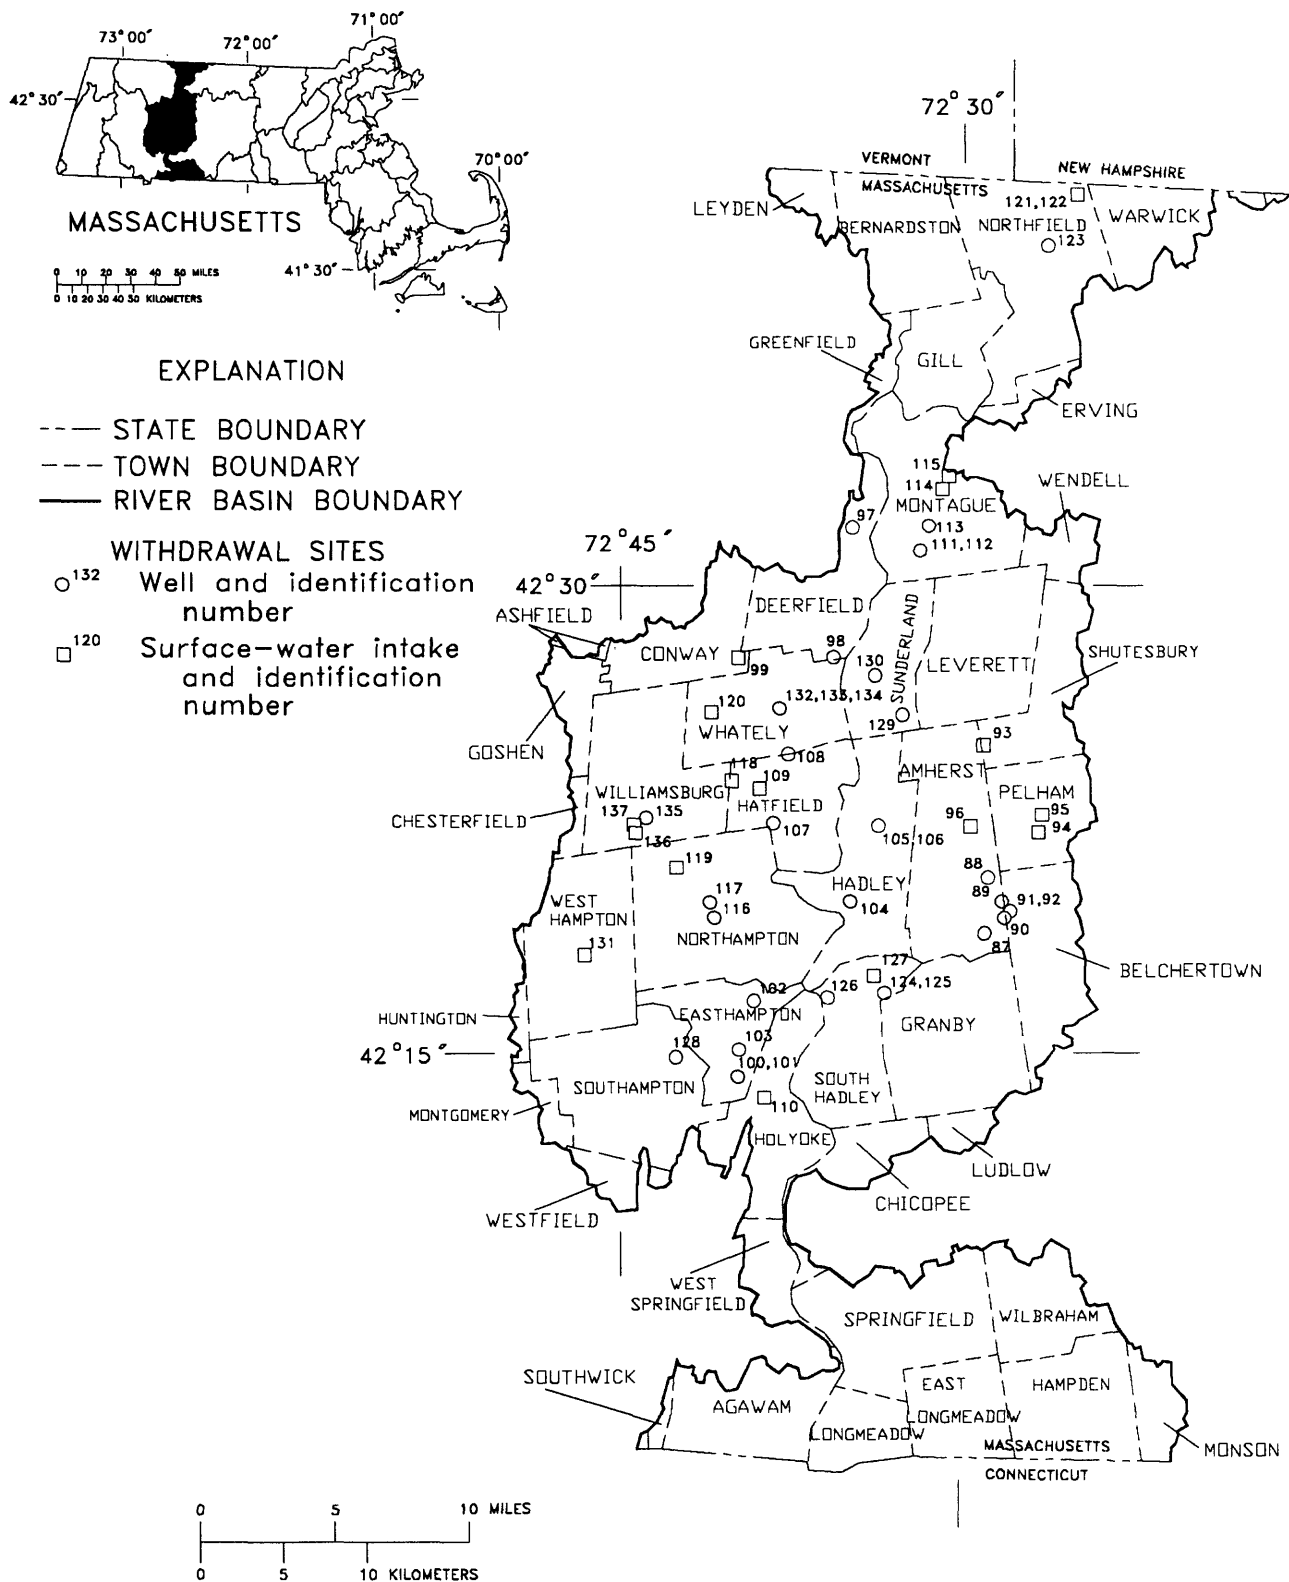 71°00′
73°00′
72°00′
42°30′
70°00′
MASSACHUSETTS
41°30′
0 10 20 30 40 50 MILES
0 10 20 30 40 50 KILOMETERS
EXPLANATION
STATE BOUNDARY
TOWN BOUNDARY
RIVER BASIN BOUNDARY
WITHDRAWAL SITES
132 Well and identification
number
120 Surface-water intake
and identification
number
72°30″
VERMONT
NEW HAMPSHIRE
MASSACHUSETTS
121,122
LEYDEN
BERNARDSTON
NORTHFIELD
WARWICK
123
GREENFIELD
GILL
ERVING
115
114
WENDELL
MONTAGUE
97
113
111,112
72°45″
42°30″
ASHFIELD
DEERFIELD
SUNDERLAND
CONWAY
98
99
130
LEVERETT
SHUTESBURY
120
132,133,134
129
WHATELY
93
GOSHEN
108
AMHERST
118
109
WILLIAMSBURG
HATFIELD
PELHAM
CHESTERFIELD
137
135
136
107
105,106
96
95
94
119
88
HADLEY
WEST
HAMPTON
117
116
104
89
91,92
90
NORTHAMPTON
87
131
127
BELCHERTOWN
102
126
124,125
HUNTINGTON
EASTHAMPTON
GRANBY
42°15″
128
103
100,101
SOUTHAMPTON
SOUTH
HADLEY
MONTGOMERY
110
HOLYOKE
LUDLOW
CHICOPEE
WESTFIELD
WEST
SPRINGFIELD
SPRINGFIELD
WILBRAHAM
SOUTHWICK
AGAWAM
EAST
LONGMEADOW
HAMPDEN
LONGMEADOW
MASSACHUSETTS
CONNECTICUT
MONSON
0 5 10 MILES
0 5 10 KILOMETERS